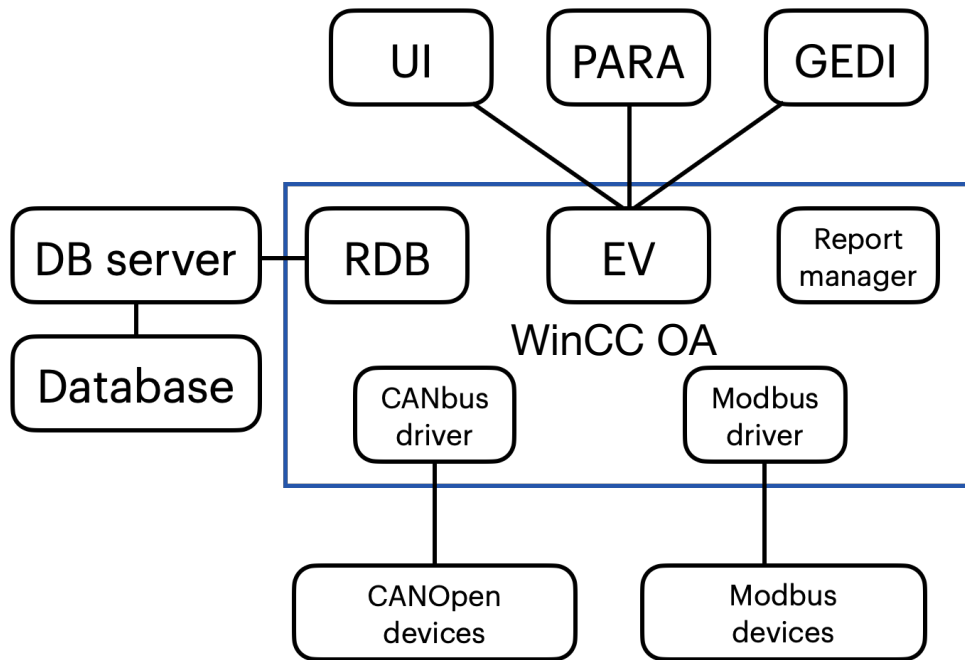 UI
PARA
GEDI
DB server
RDB
EV
Report
manager
WinCC OA
Database
CANbus
driver
Modbus
driver
CANOpen
devices
Modbus
devices